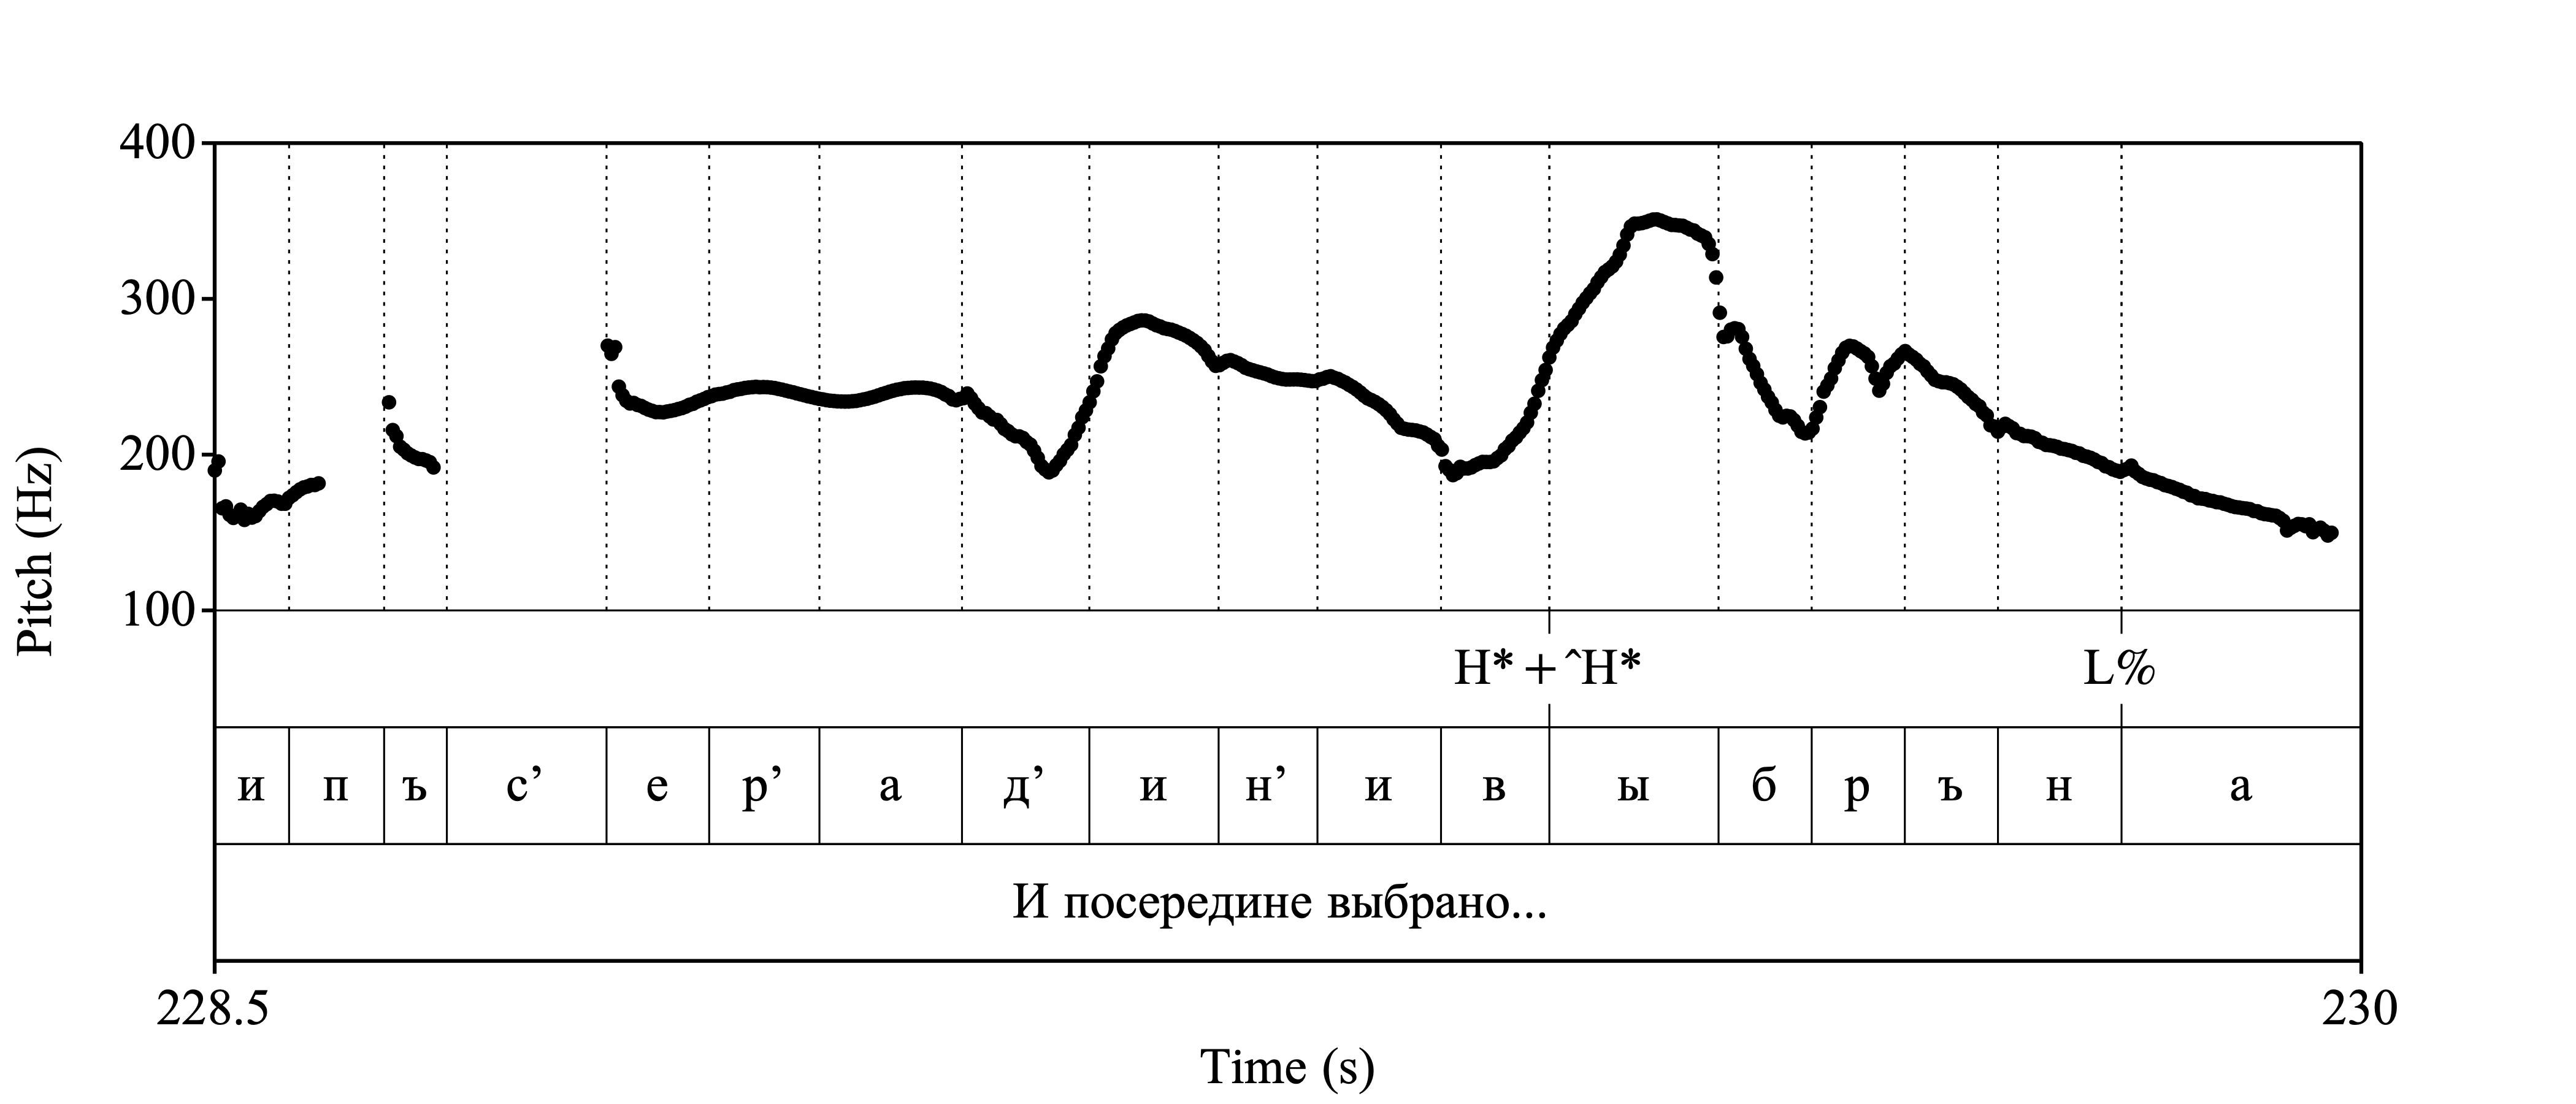 400
300
200
100
Pitch (Hz)
H* + ˆH* L%
и п ъ с’ е р’ а д’ и н’ и в ы б р ъ н а
И посередине выбрано...
228.5 230
Time (s)